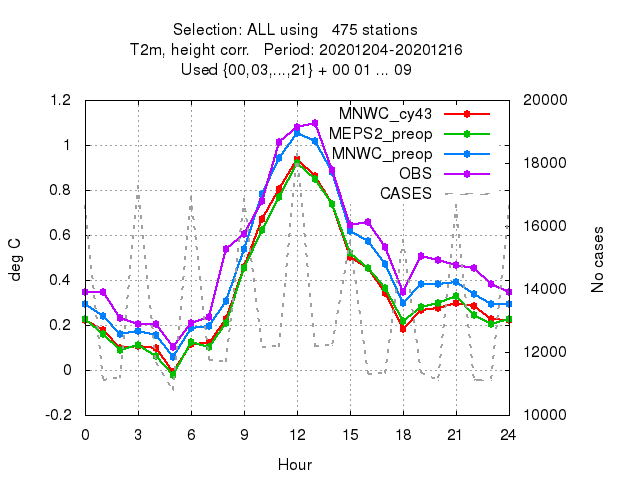 Selection: ALL using 475 stations
T2m, height corr. Period: 20201204-20201216
Used {00,03,...,21} + 00 01 ... 09
MNWC_cy43
MEPS2_preop
MNWC_preop
OBS
CASES
1.2
1
0.8
0.6
0.4
0.2
0
-0.2
deg C
20000
18000
16000
14000
12000
10000
No cases
0 3 6 9 12 15 18 21 24
Hour